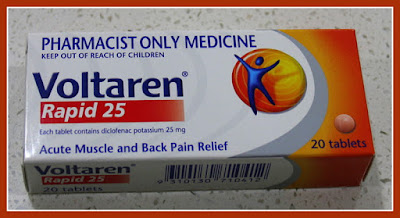 PHARMACIST ONLY MEDICINE
KEEP OUT OF REACH OF CHILDREN
Voltaren®
Rapid 25
Each tablet contains diclofenac potassium 25 mg
Acute Muscle and Back Pain Relief
20 tablets
Voltaren®
Rapid 25
20 tablets